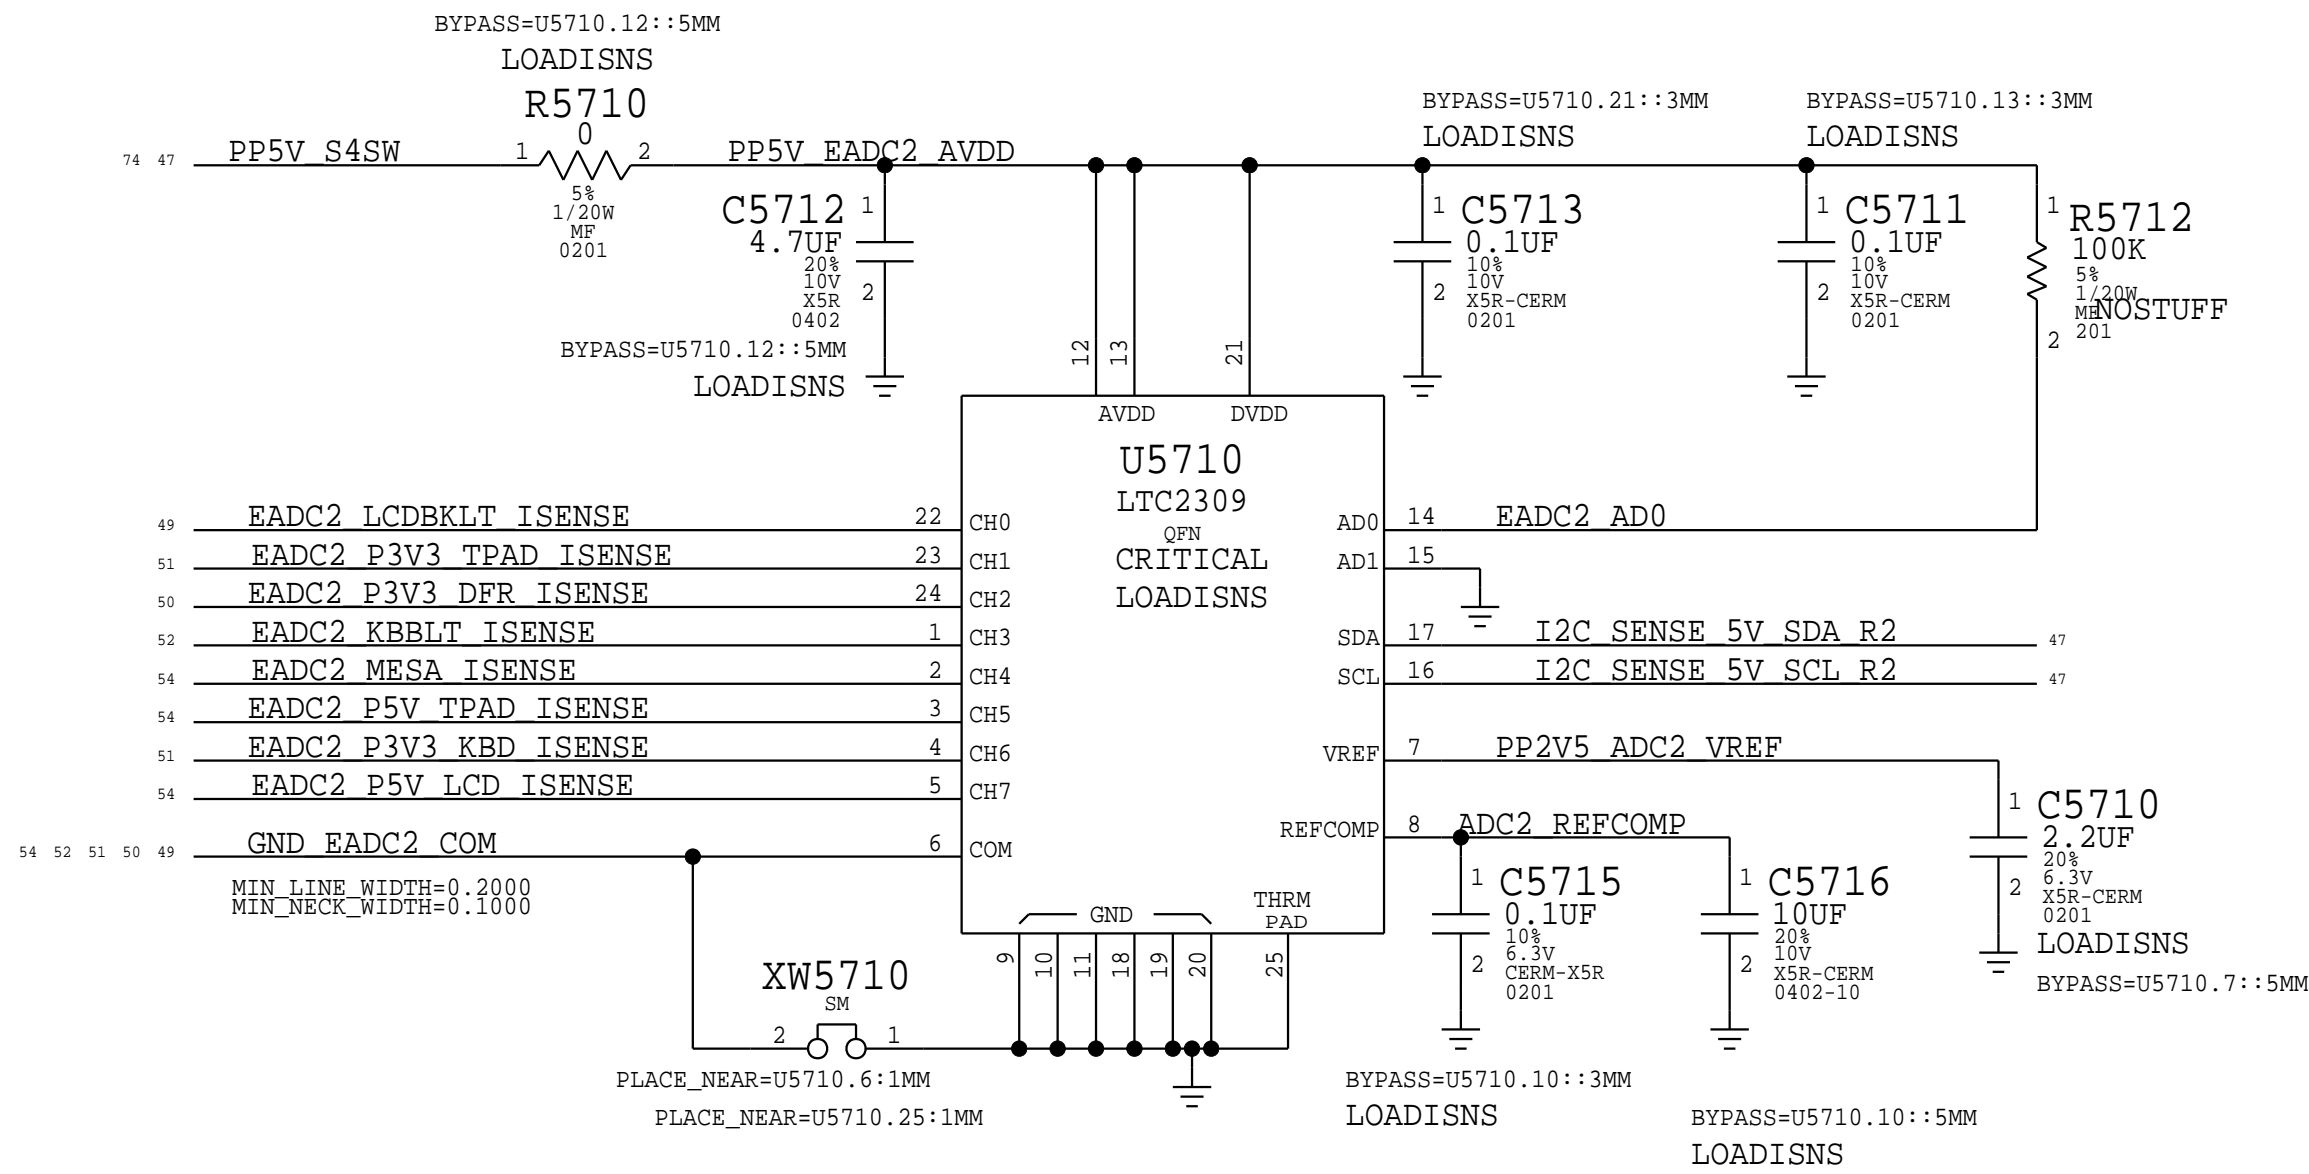 BYPASS=U5710.12::5MM
LOADISNS
R5710
0
74 47 PP5V_S4SW 1 2 PP5V_EADC2_AVDD
5%
1/20W
MF
0201
BYPASS=U5710.21::3MM
LOADISNS
BYPASS=U5710.13::3MM
LOADISNS
C5712 1
4.7UF
20%
10V
X5R 2
0402
BYPASS=U5710.12::5MM
LOADISNS
1 C5713
0.1UF
10%
10V
2 X5R-CERM
0201
1 C5711
0.1UF
10%
10V
2 X5R-CERM
0201
1 R5712
100K
5%
1/20W
MF NOSTUFF
201
2
12 13 21
AVDD DVDD
U5710
LTC2309
QFN
CRITICAL
LOADISNS
49 EADC2_LCDBKLT_ISENSE 22 CH0
51 EADC2_P3V3_TPAD_ISENSE 23 CH1
50 EADC2_P3V3_DFR_ISENSE 24 CH2
52 EADC2_KBBLT_ISENSE 1 CH3
54 EADC2_MESA_ISENSE 2 CH4
54 EADC2_P5V_TPAD_ISENSE 3 CH5
51 EADC2_P3V3_KBD_ISENSE 4 CH6
54 EADC2_P5V_LCD_ISENSE 5 CH7
54 52 51 50 49 GND_EADC2_COM 6 COM
MIN_LINE_WIDTH=0.2000
MIN_NECK_WIDTH=0.1000
AD0 14 EADC2_AD0
AD1 15
SDA 17 I2C_SENSE_5V_SDA_R2 47
SCL 16 I2C_SENSE_5V_SCL_R2 47
VREF 7 PP2V5_ADC2_VREF
REFCOMP 8 ADC2_REFCOMP
GND
THRM
PAD
9 10 11 18 19 20 25
1 C5710
2.2UF
20%
6.3V
2 X5R-CERM
0201
LOADISNS
BYPASS=U5710.7::5MM
1 C5715
0.1UF
10%
6.3V
2 CERM-X5R
0201
1 C5716
10UF
20%
10V
2 X5R-CERM
0402-10
XW5710
SM
2 1
PLACE_NEAR=U5710.6:1MM
PLACE_NEAR=U5710.25:1MM
BYPASS=U5710.10::3MM
LOADISNS
BYPASS=U5710.10::5MM
LOADISNS